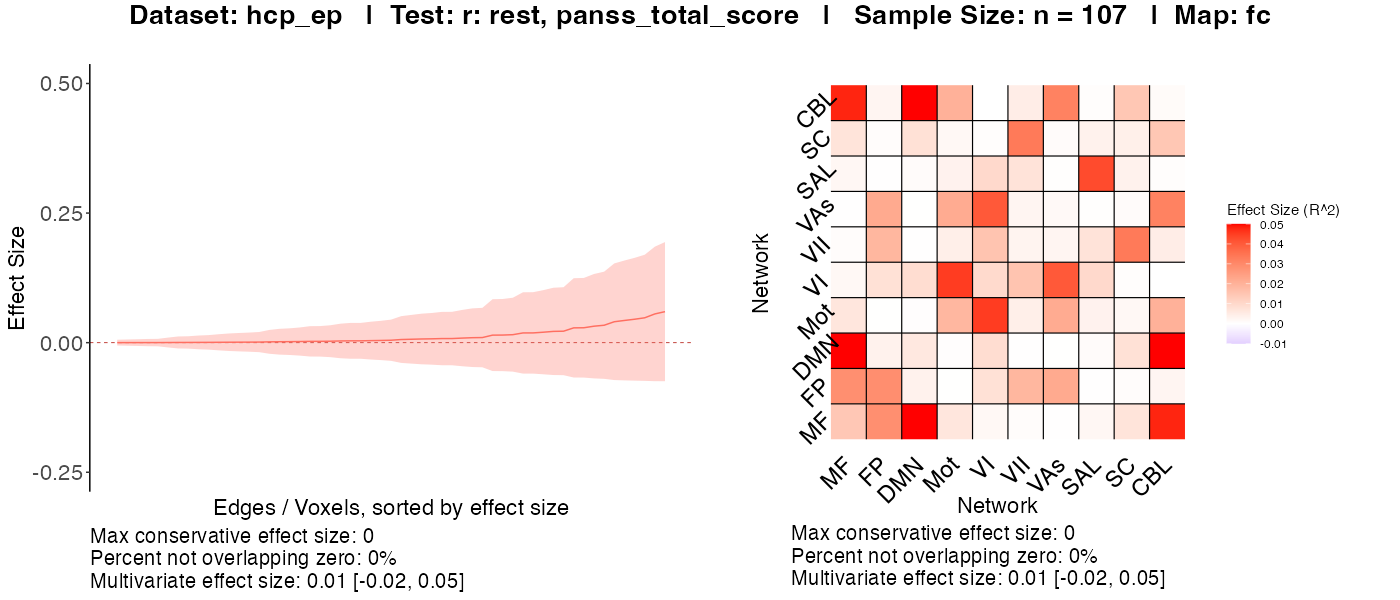 Dataset: hcp_ep | Test: r: rest, panss_total_score | Sample Size: n = 107 | Map: fc
0.50
0.25
0.00
-0.25
Effect Size
Edges / Voxels, sorted by effect size
Max conservative effect size: 0
Percent not overlapping zero: 0%
Multivariate effect size: 0.01 [-0.02, 0.05]
Network
CBL
SC
SAL
VAs
VII
VI
Mot
DMN
FP
MF
MF FP DMN Mot VI VII VAs SAL SC CBL
Network
Max conservative effect size: 0
Percent not overlapping zero: 0%
Multivariate effect size: 0.01 [-0.02, 0.05]
Effect Size (R^2)
0.05
0.04
0.03
0.02
0.01
0.00
-0.01